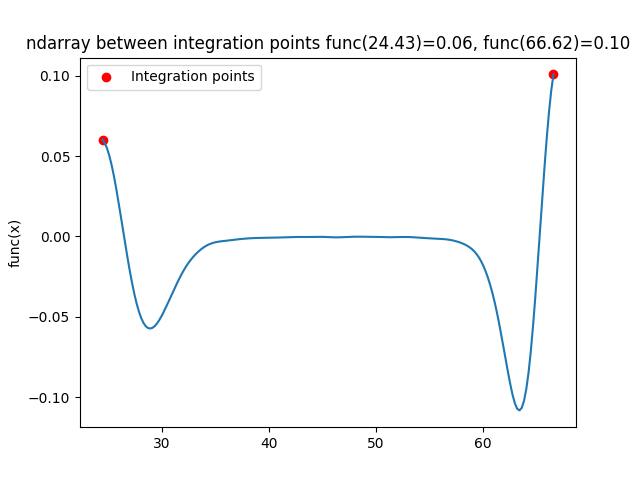 ndarray between integration points func(24.43)=0.06, func(66.62)=0.10
Integration points
0.10
0.05
0.00
−0.05
−0.10
func(x)
30 40 50 60